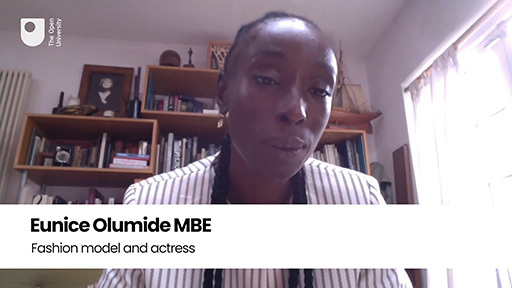 The Open
University
Eunice Olumide MBE
Fashion model and actress